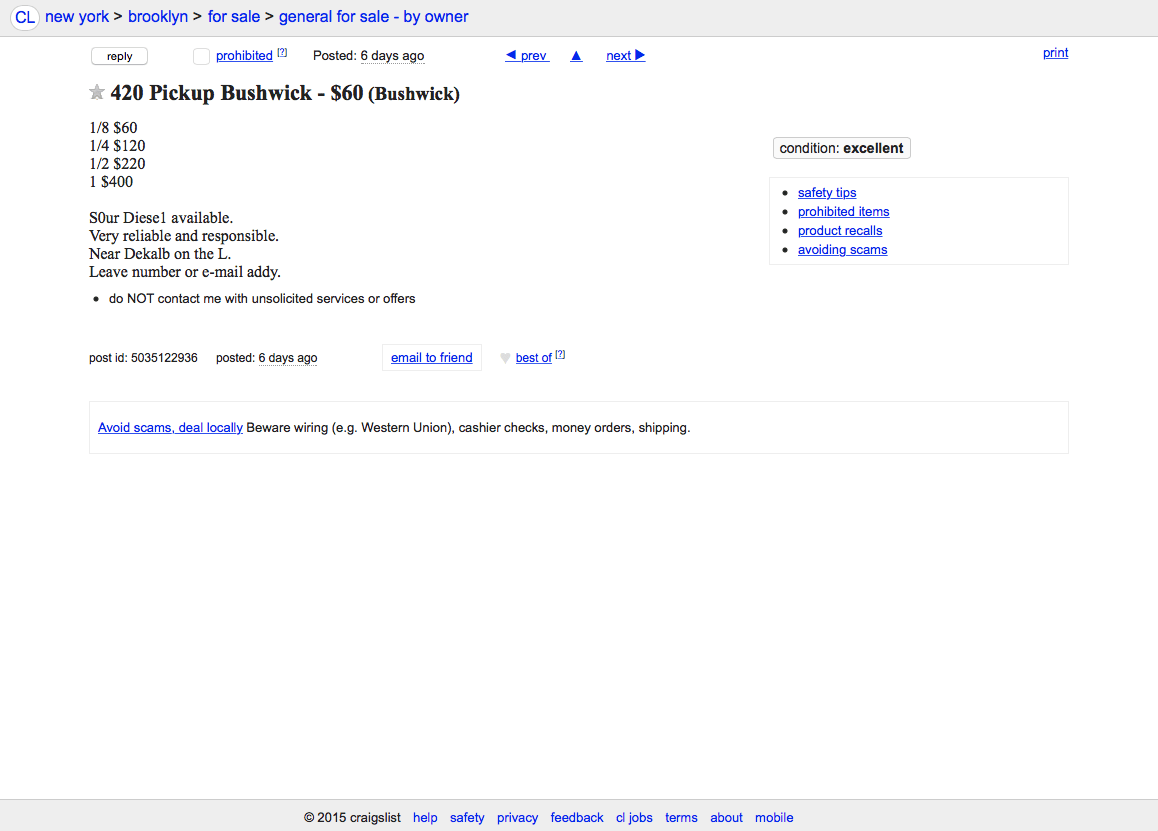 CL new york > brooklyn > for sale > general for sale - by owner
reply prohibited [?] Posted: 6 days ago ◀ prev ▲ next ▶ print
★ 420 Pickup Bushwick - $60 (Bushwick)
1/8 $60
1/4 $120
1/2 $220
1 $400
S0ur Diese1 available.
Very reliable and responsible.
Near Dekalb on the L.
Leave number or e-mail addy.
• do NOT contact me with unsolicited services or offers
condition: excellent
• safety tips
• prohibited items
• product recalls
• avoiding scams
post id: 5035122936 posted: 6 days ago email to friend ♥ best of [?]
Avoid scams, deal locally Beware wiring (e.g. Western Union), cashier checks, money orders, shipping.
© 2015 craigslist help safety privacy feedback cl jobs terms about mobile